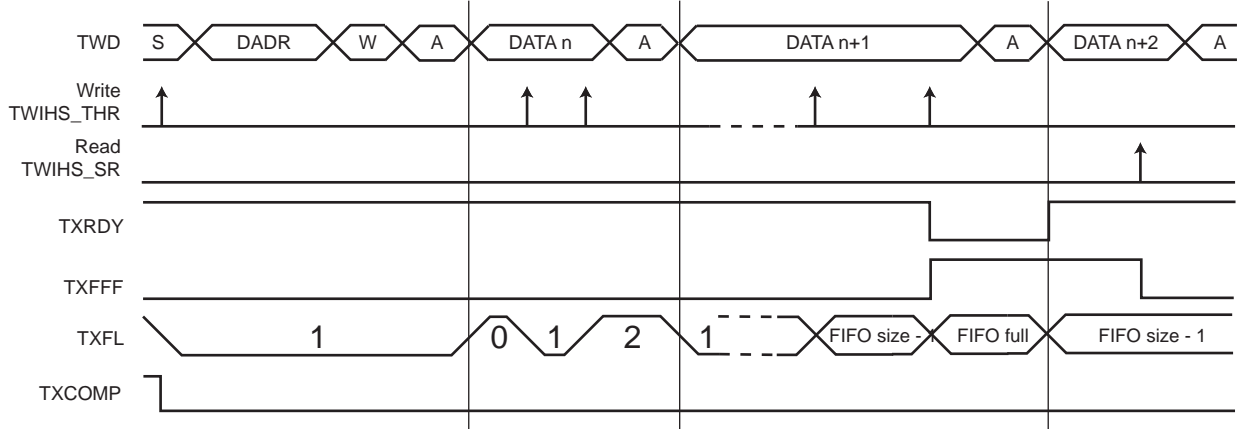 TWD S DADR W A DATA n A DATA n+1 A DATA n+2 A
Write
TWIHS_THR
Read
TWIHS_SR
TXRDY
TXFFF
TXFL 1 0 1 2 1 FIFO size - 1 FIFO full FIFO size - 1
TXCOMP